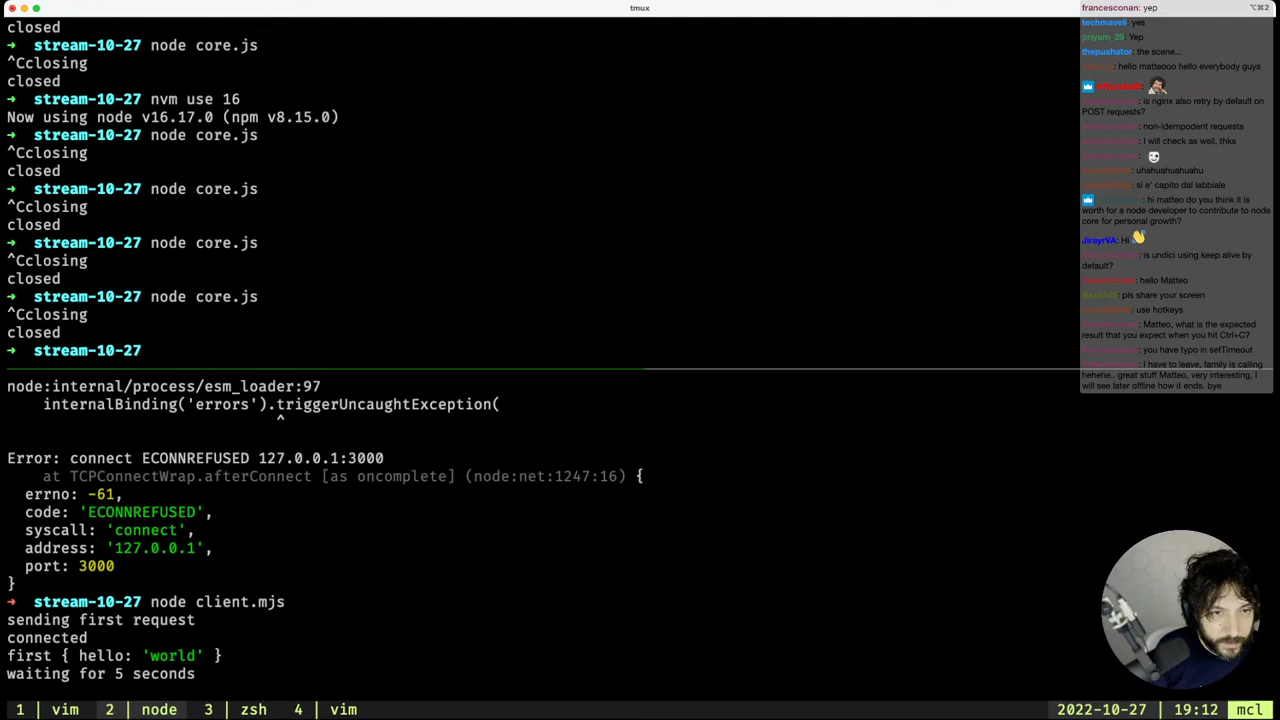 tmux
closed
➜ stream-10-27 node core.js
^Cclosing
closed
➜ stream-10-27 nvm use 16
Now using node v16.17.0 (npm v8.15.0)
➜ stream-10-27 node core.js
^Cclosing
closed
➜ stream-10-27 node core.js
^Cclosing
closed
➜ stream-10-27 node core.js
^Cclosing
closed
➜ stream-10-27 node core.js
^Cclosing
closed
➜ stream-10-27
node:internal/process/esm_loader:97
internalBinding('errors').triggerUncaughtException(
^
Error: connect ECONNREFUSED 127.0.0.1:3000
at TCPConnectWrap.afterConnect [as oncomplete] (node:net:1247:16) {
errno: -61,
code: 'ECONNREFUSED',
syscall: 'connect',
address: '127.0.0.1',
port: 3000
}
➜ stream-10-27 node client.mjs
sending first request
connected
first { hello: 'world' }
waiting for 5 seconds
francesconan: yep
⌥⌘2
techmaveli: yes
priyam_29: Yep
thepushator: the scene...
: hello matteooo hello everybody guys
: is nginx also retry by default on
POST requests?
: non-idempodent requests
: I will check as well, thks
: uhahuahuahuahu
: si e' capito dal labbiale
: hi matteo do you think it is
worth for a node developer to contribute to node
core for personal growth?
JirayrVA: Hi
: is undici using keep alive by
default?
: hello Matteo
: pls share your screen
: use hotkeys
: Matteo, what is the expected
result that you expect when you hit Ctrl+C?
: you have typo in setTimeout
: I have to leave, family is calling
hehehe.. great stuff Matteo, very interesting, I
will see later offline how it ends. bye
1 | vim 2 | node 3 | zsh 4 | vim
2022-10-27 | 19:12 | mcl